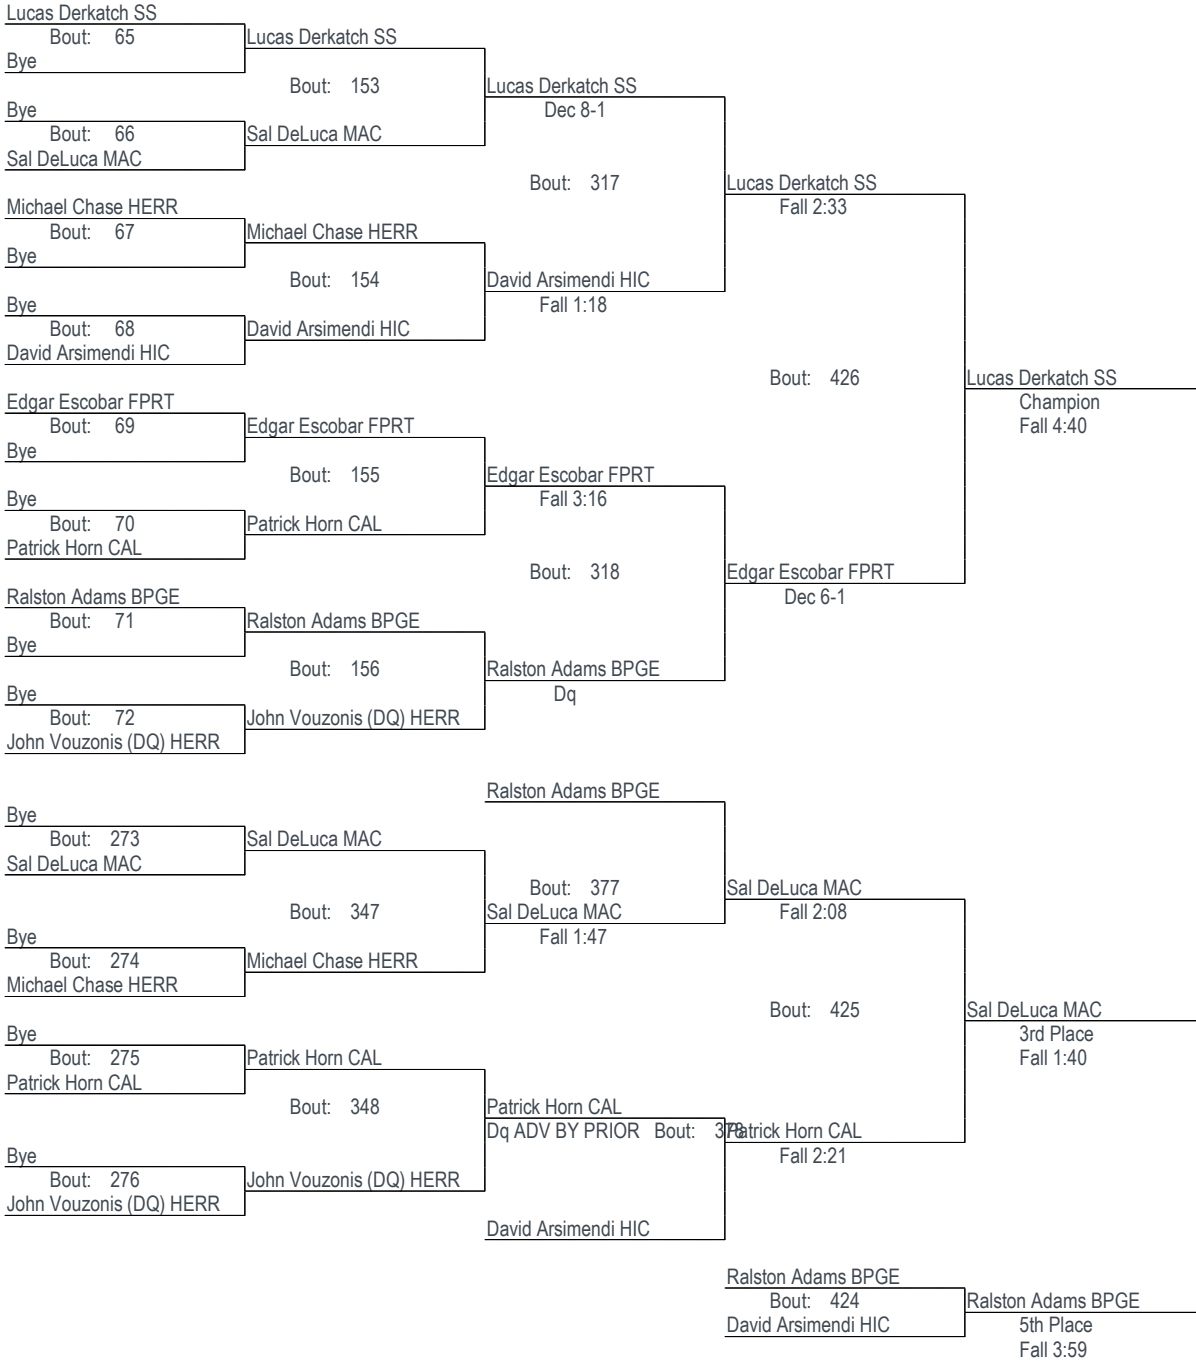 Lucas Derkatch SS
Bout: 65
Lucas Derkatch SS
Bye
Bout: 153
Lucas Derkatch SS
Bye
Dec 8-1
Bout: 66
Sal DeLuca MAC
Sal DeLuca MAC
Bout: 317
Lucas Derkatch SS
Michael Chase HERR
Fall 2:33
Bout: 67
Michael Chase HERR
Bye
Bout: 154
David Arsimendi HIC
Bye
Fall 1:18
Bout: 68
David Arsimendi HIC
David Arsimendi HIC
Bout: 426
Lucas Derkatch SS
Edgar Escobar FPRT
Champion
Bout: 69
Edgar Escobar FPRT
Fall 4:40
Bye
Bout: 155
Edgar Escobar FPRT
Bye
Fall 3:16
Bout: 70
Patrick Horn CAL
Patrick Horn CAL
Bout: 318
Edgar Escobar FPRT
Ralston Adams BPGE
Dec 6-1
Bout: 71
Ralston Adams BPGE
Bye
Bout: 156
Ralston Adams BPGE
Bye
Dq
Bout: 72
John Vouzonis (DQ) HERR
John Vouzonis (DQ) HERR
Ralston Adams BPGE
Bye
Bout: 273
Sal DeLuca MAC
Sal DeLuca MAC
Bout: 377
Sal DeLuca MAC
Bout: 347
Sal DeLuca MAC
Fall 2:08
Bye
Fall 1:47
Bout: 274
Michael Chase HERR
Michael Chase HERR
Bout: 425
Sal DeLuca MAC
Bye
3rd Place
Bout: 275
Patrick Horn CAL
Fall 1:40
Patrick Horn CAL
Bout: 348
Patrick Horn CAL
Dq ADV BY PRIOR Bout: 378
Patrick Horn CAL
Bye
Fall 2:21
Bout: 276
John Vouzonis (DQ) HERR
John Vouzonis (DQ) HERR
David Arsimendi HIC
Ralston Adams BPGE
Bout: 424
Ralston Adams BPGE
David Arsimendi HIC
5th Place
Fall 3:59